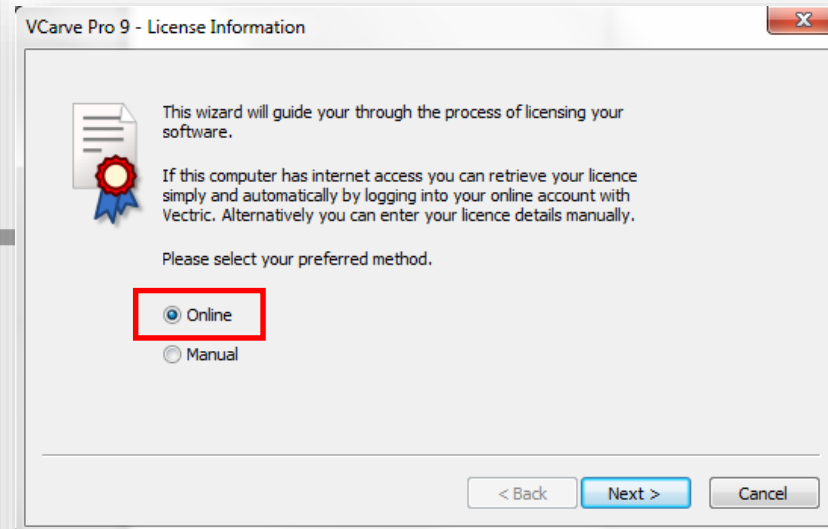 VCarve Pro 9 - License Information
This wizard will guide your through the process of licensing your
software.
If this computer has internet access you can retrieve your licence
simply and automatically by logging into your online account with
Vectric. Alternatively you can enter your licence details manually.
Please select your preferred method.
Online
Manual
< Back Next > Cancel